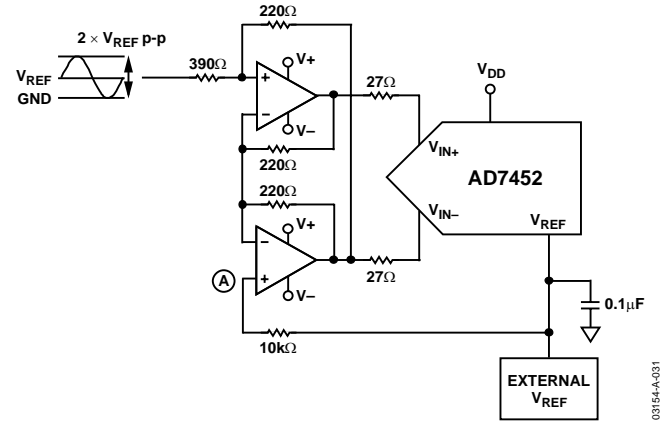 220Ω
2 × VREF p-p
VREF
GND
390Ω
+
V+
−
V−
27Ω
VDD
220Ω
VIN+
AD7452
220Ω
VIN–
VREF
−
V+
+
V−
A
27Ω
0.1µF
10kΩ
EXTERNAL
VREF
03154-A-031